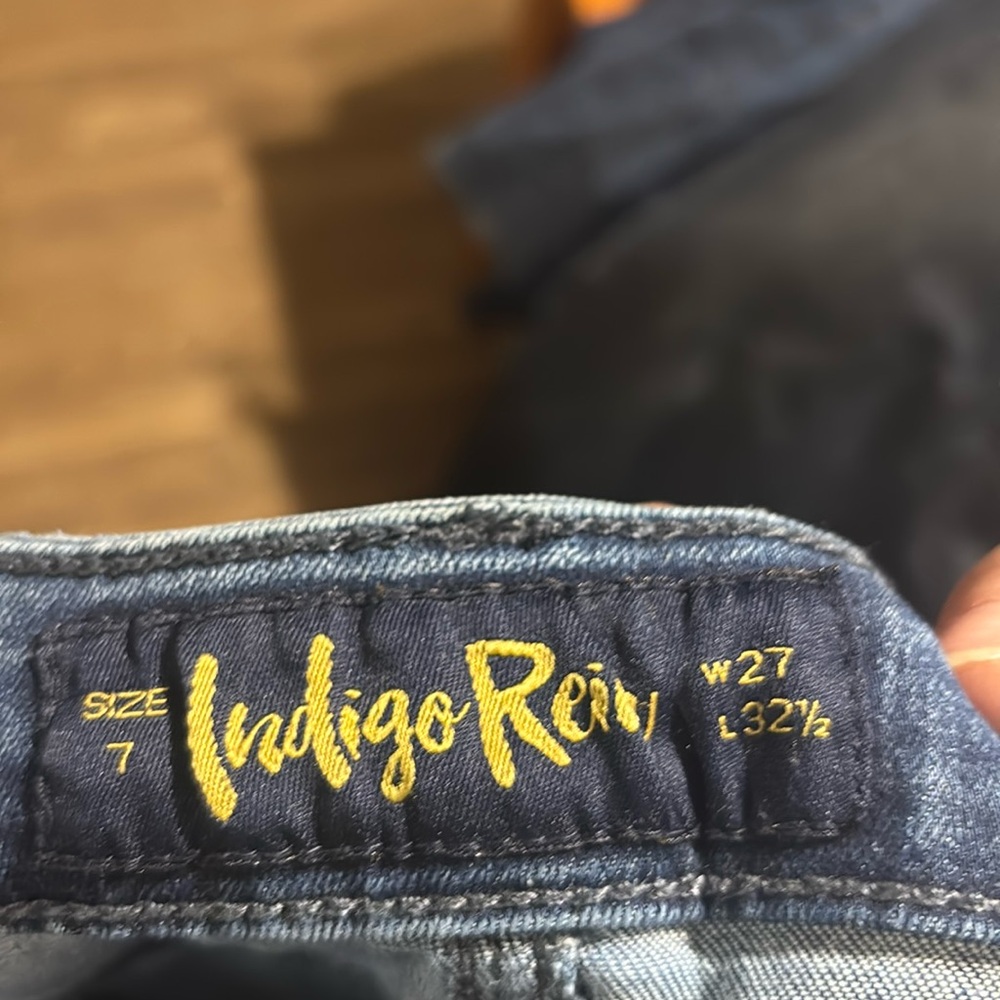 SIZE
7
Indigo Rein
W27
L32½